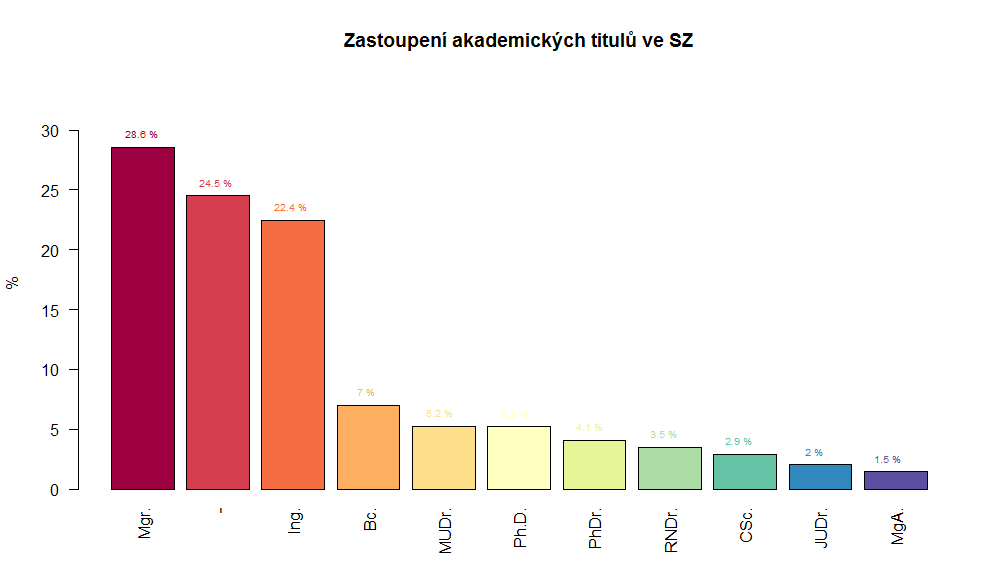 Zastoupení akademických titulů ve SZ
%
30
25
20
15
10
5
0
28.6 %
24.5 %
22.4 %
7 %
5.2 %
5.2 %
4.1 %
3.5 %
2.9 %
2 %
1.5 %
Mgr.
-
Ing.
Bc.
MUDr.
Ph.D.
PhDr.
RNDr.
CSc.
JUDr.
MgA.